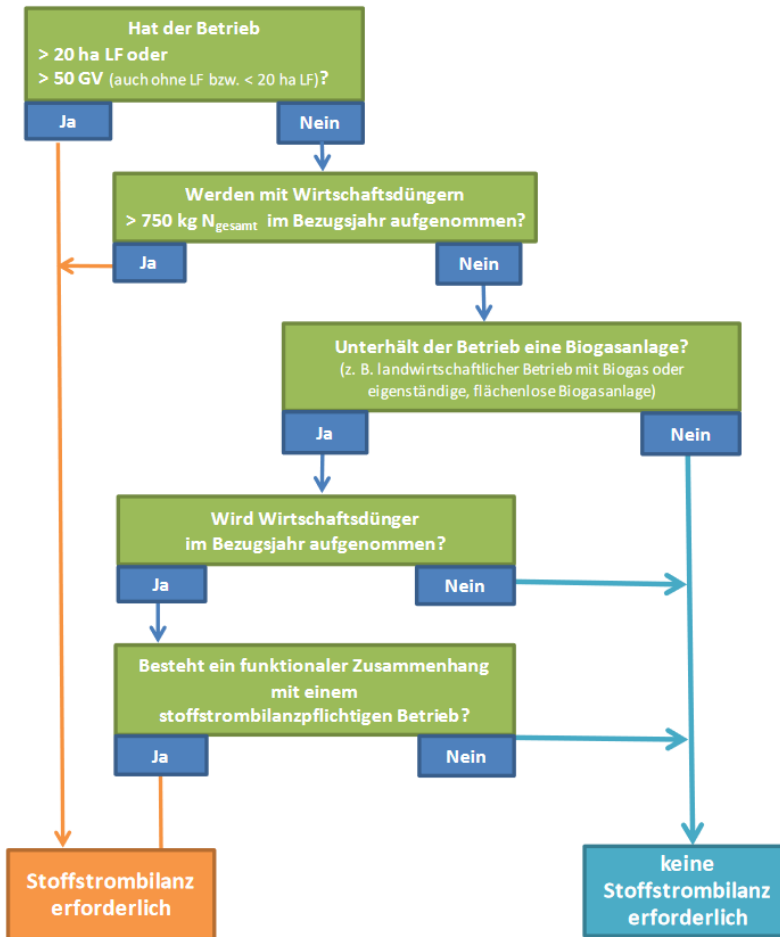 Hat der Betrieb
> 20 ha LF oder
> 50 GV (auch ohne LF bzw. < 20 ha LF)?
Ja
Nein
Werden mit Wirtschaftsdüngern
> 750 kg Ngesamt im Bezugsjahr aufgenommen?
Ja
Nein
Unterhält der Betrieb eine Biogasanlage?
(z. B. landwirtschaftlicher Betrieb mit Biogas oder
eigenständige, flächenlose Biogasanlage)
Ja
Nein
Wird Wirtschaftsdünger
im Bezugsjahr aufgenommen?
Ja
Nein
Besteht ein funktionaler Zusammenhang
mit einem
stoffstrombilanzpflichtigen Betrieb?
Ja
Nein
Stoffstrombilanz
erforderlich
keine
Stoffstrombilanz
erforderlich